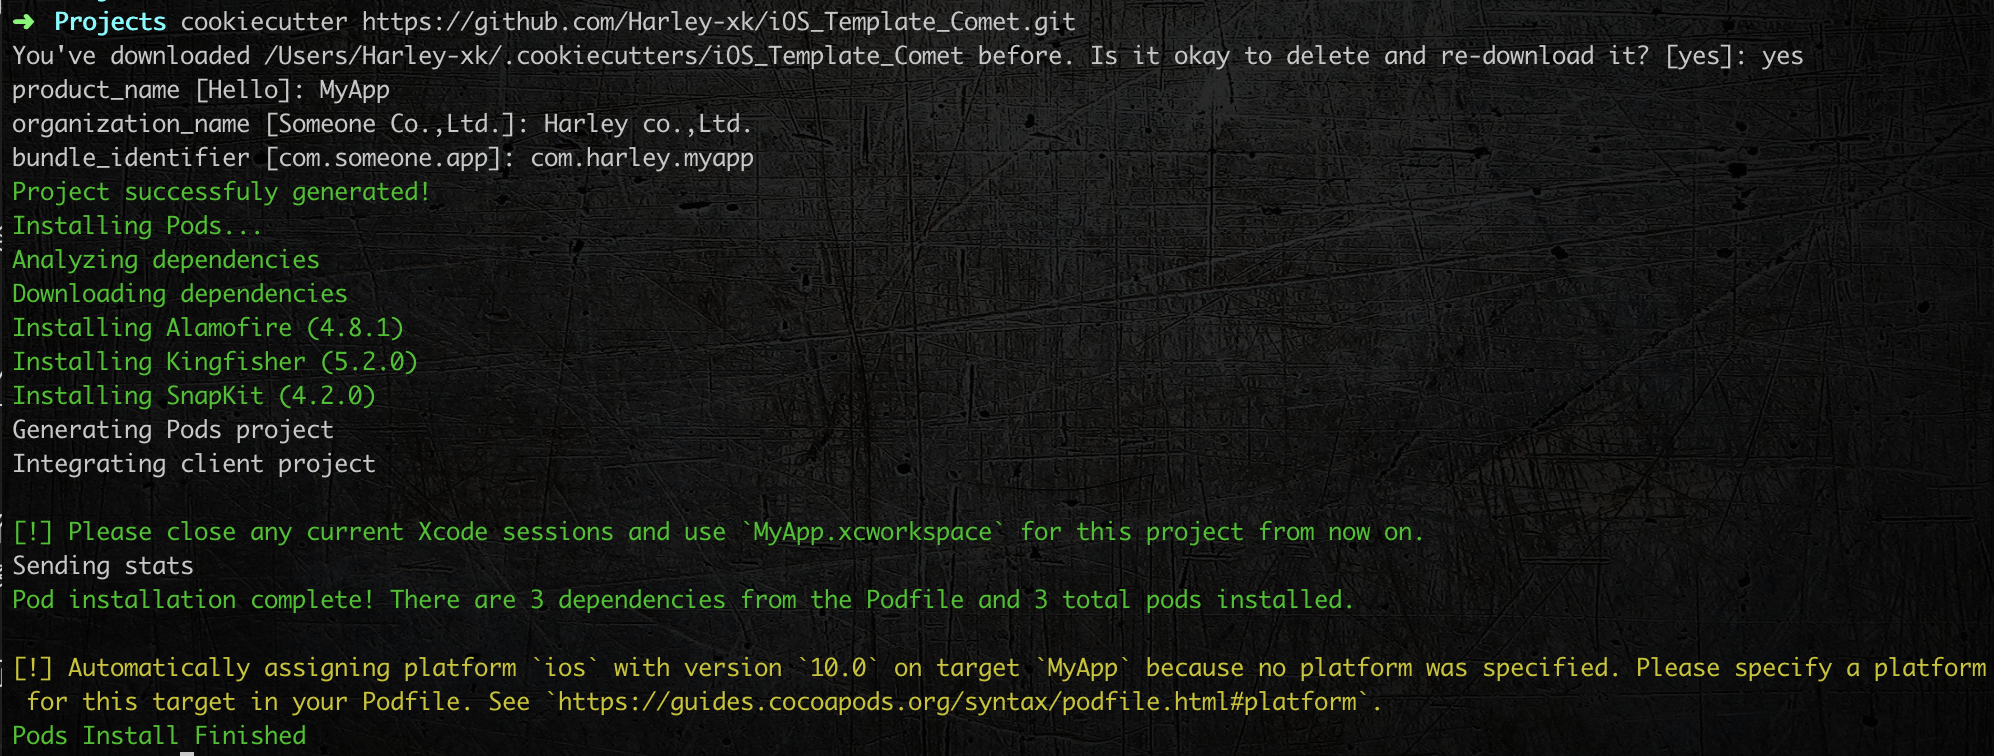 ➜ Projects cookiecutter https://github.com/Harley-xk/iOS_Template_Comet.git
You've downloaded /Users/Harley-xk/.cookiecutters/iOS_Template_Comet before. Is it okay to delete and re-download it? [yes]: yes
product_name [Hello]: MyApp
organization_name [Someone Co.,Ltd.]: Harley co.,Ltd.
bundle_identifier [com.someone.app]: com.harley.myapp
Project successfuly generated!
Installing Pods...
Analyzing dependencies
Downloading dependencies
Installing Alamofire (4.8.1)
Installing Kingfisher (5.2.0)
Installing SnapKit (4.2.0)
Generating Pods project
Integrating client project
[!] Please close any current Xcode sessions and use `MyApp.xcworkspace` for this project from now on.
Sending stats
Pod installation complete! There are 3 dependencies from the Podfile and 3 total pods installed.
[!] Automatically assigning platform `ios` with version `10.0` on target `MyApp` because no platform was specified. Please specify a platform
for this target in your Podfile. See `https://guides.cocoapods.org/syntax/podfile.html#platform`.
Pods Install Finished